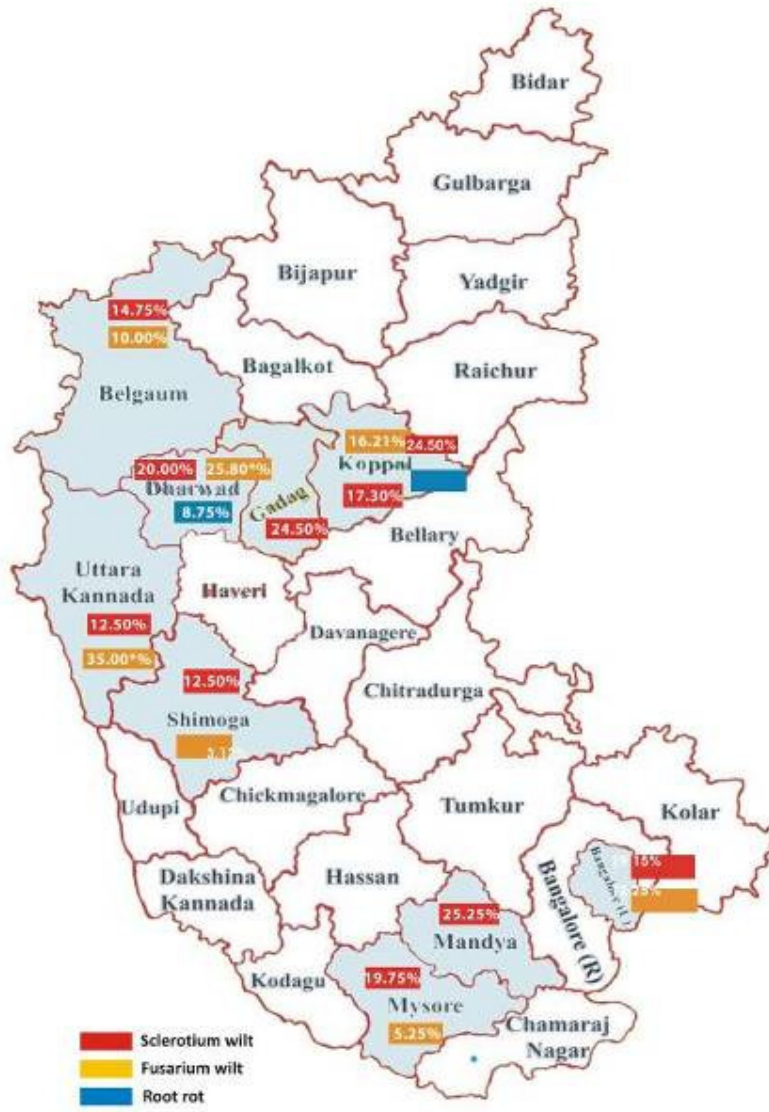 Bidar
Gulbarga
Bijapur
Yadgir
14.75%
10.00%
Bagalkot
Raichur
Belgaum
16.21%
24.50%
Koppal
20.00%
25.80*%
Dharwad
17.30%
Gadag
8.75%
24.50%
Bellary
Uttara
Kannada
Haveri
12.50%
Davanagere
35.00*%
12.50%
Chitradurga
Shimoga
Udupi
Chickmagalore
Tumkur
Kolar
15%
Dakshina
Kannada
Hassan
Bangalore (R)
25.25%
Mandya
Kodagu
19.75%
Mysore
5.25%
Chamaraj
Nagar
Sclerotium wilt
Fusarium wilt
Root rot